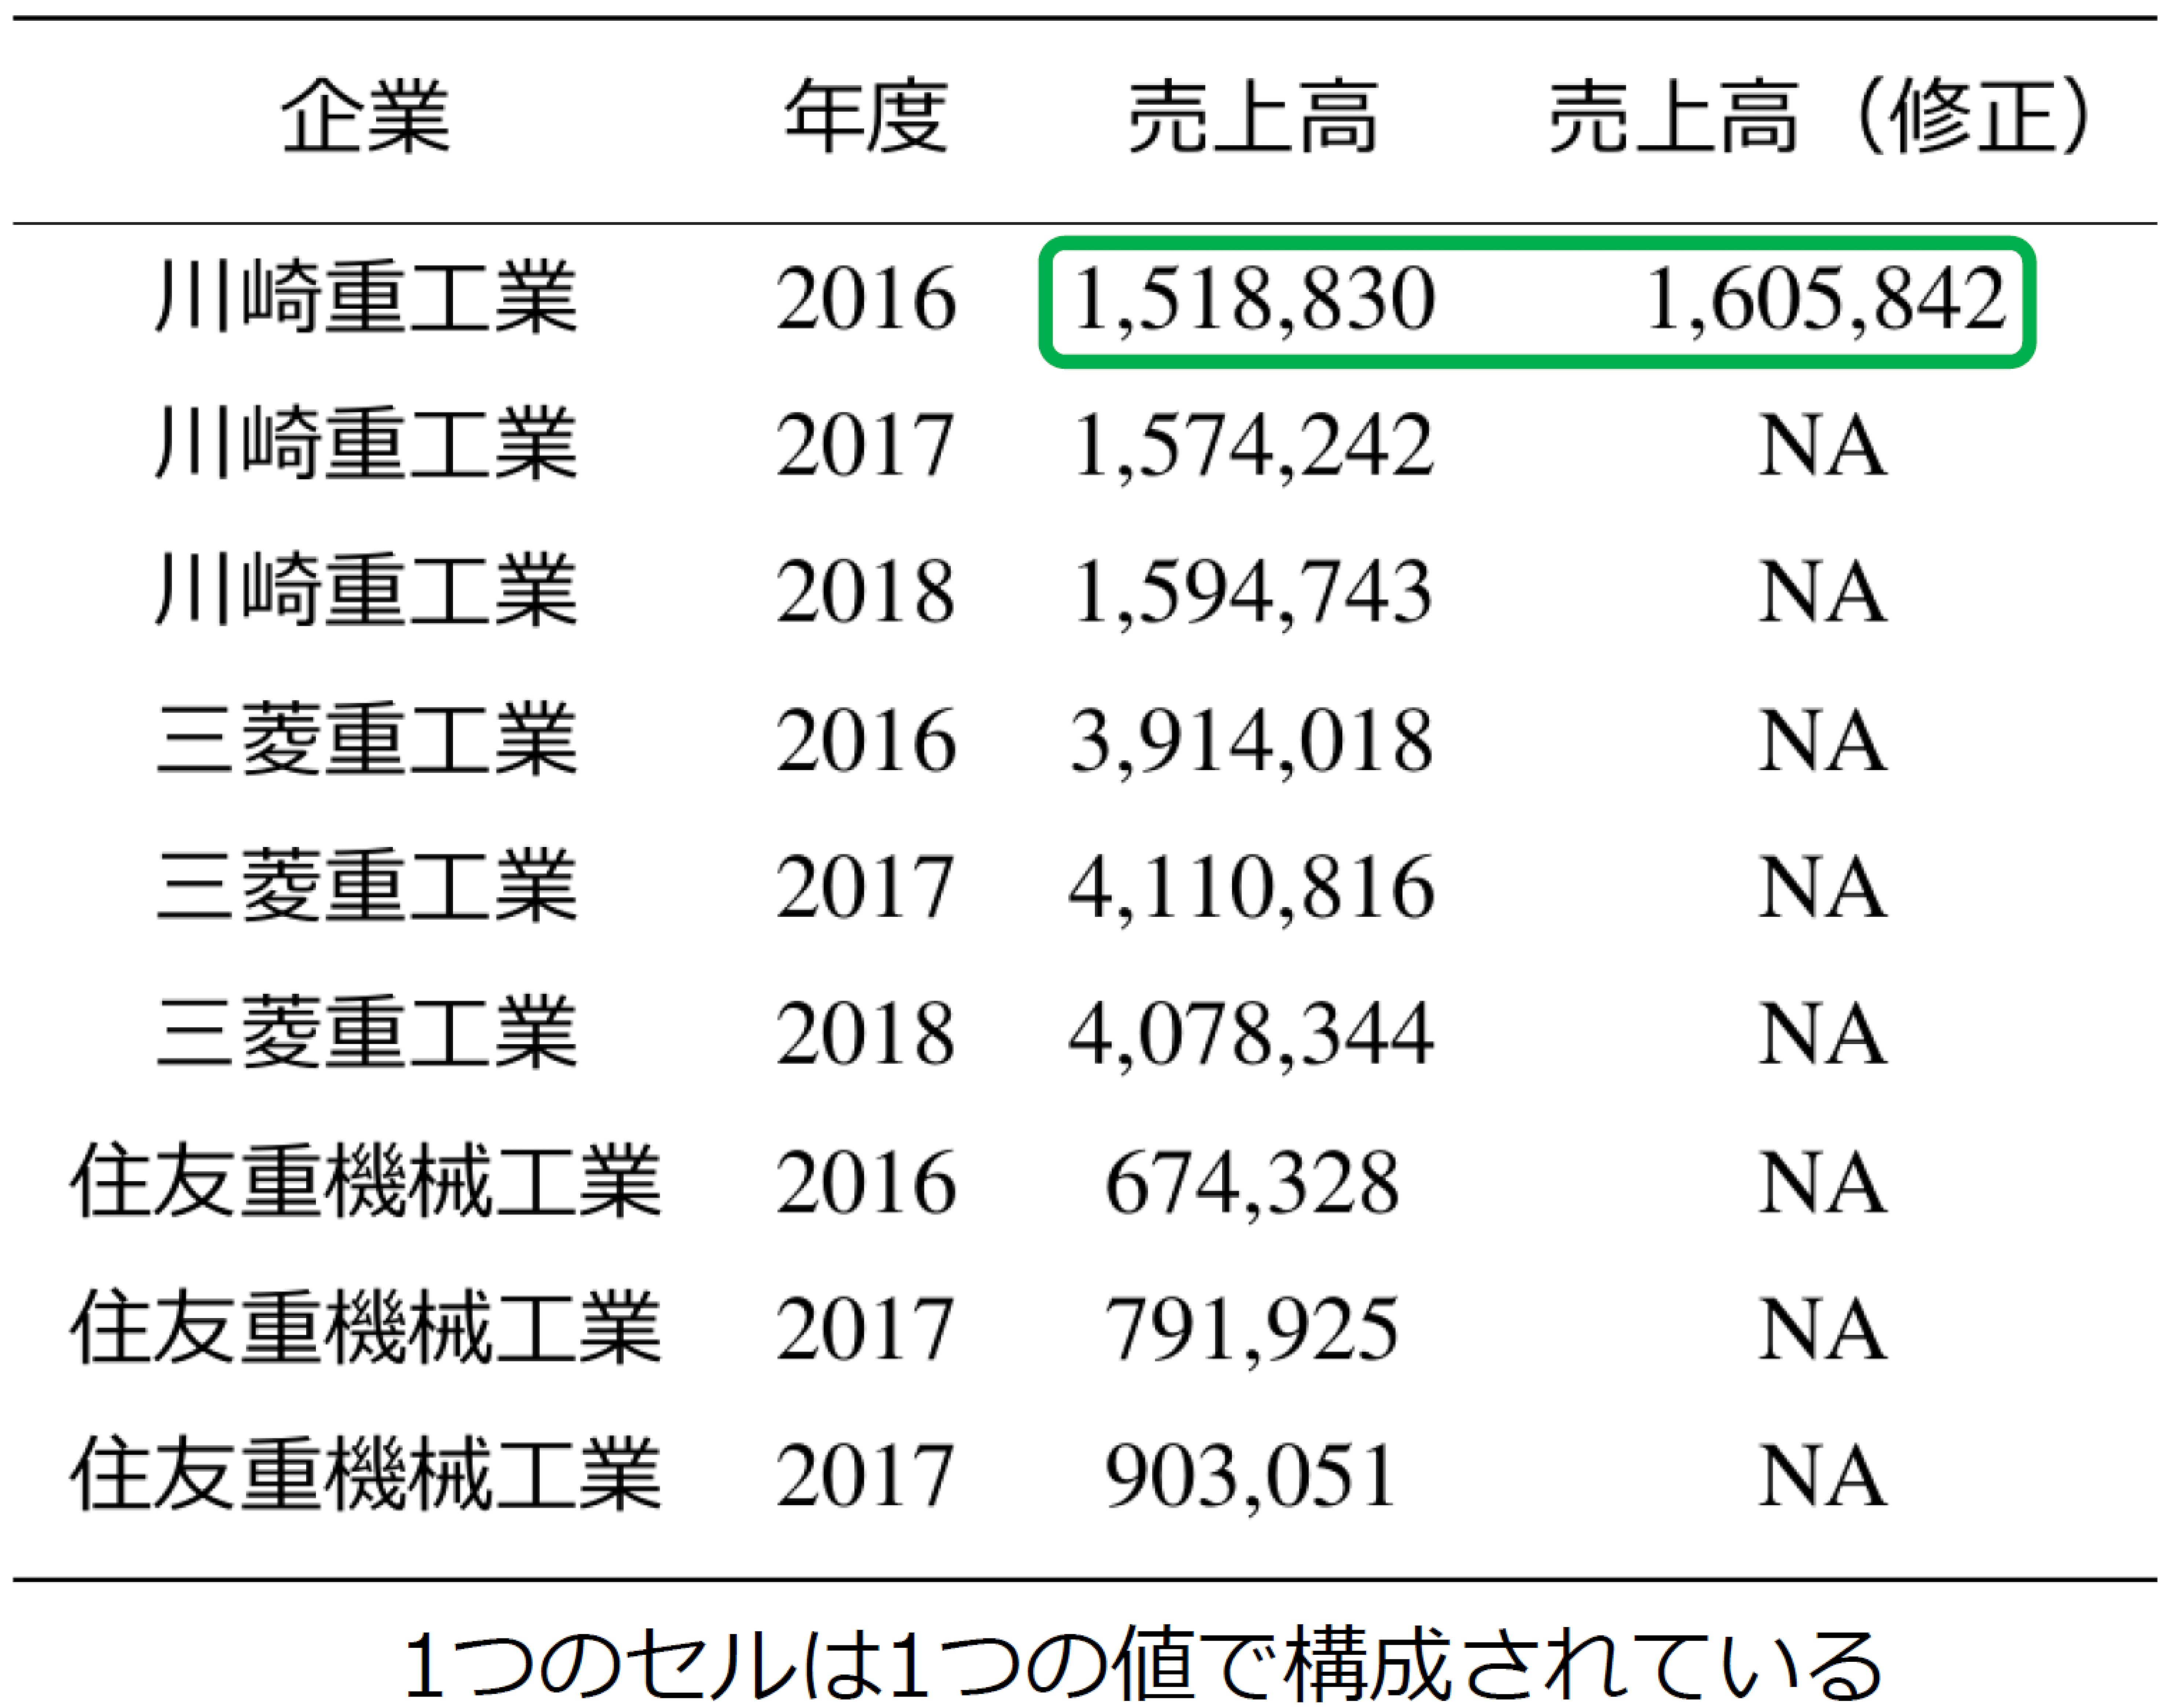 企業 年度 売上高 売上高（修正）
川崎重工業 2016 1,518,830 1,605,842
川崎重工業 2017 1,574,242 NA
川崎重工業 2018 1,594,743 NA
三菱重工業 2016 3,914,018 NA
三菱重工業 2017 4,110,816 NA
三菱重工業 2018 4,078,344 NA
住友重機械工業 2016 674,328 NA
住友重機械工業 2017 791,925 NA
住友重機械工業 2017 903,051 NA
1つのセルは1つの値で構成されている